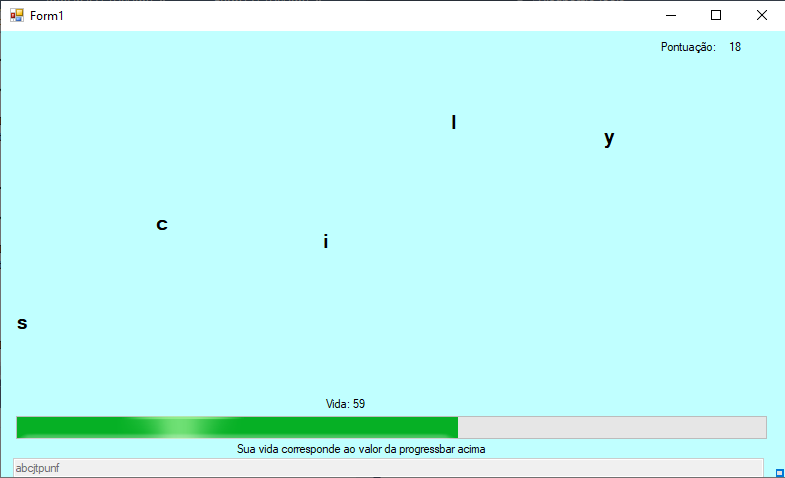 Form1
Pontuação: 18
l
y
c
i
s
Vida: 59
Sua vida corresponde ao valor da progressbar acima
abcjtpunf